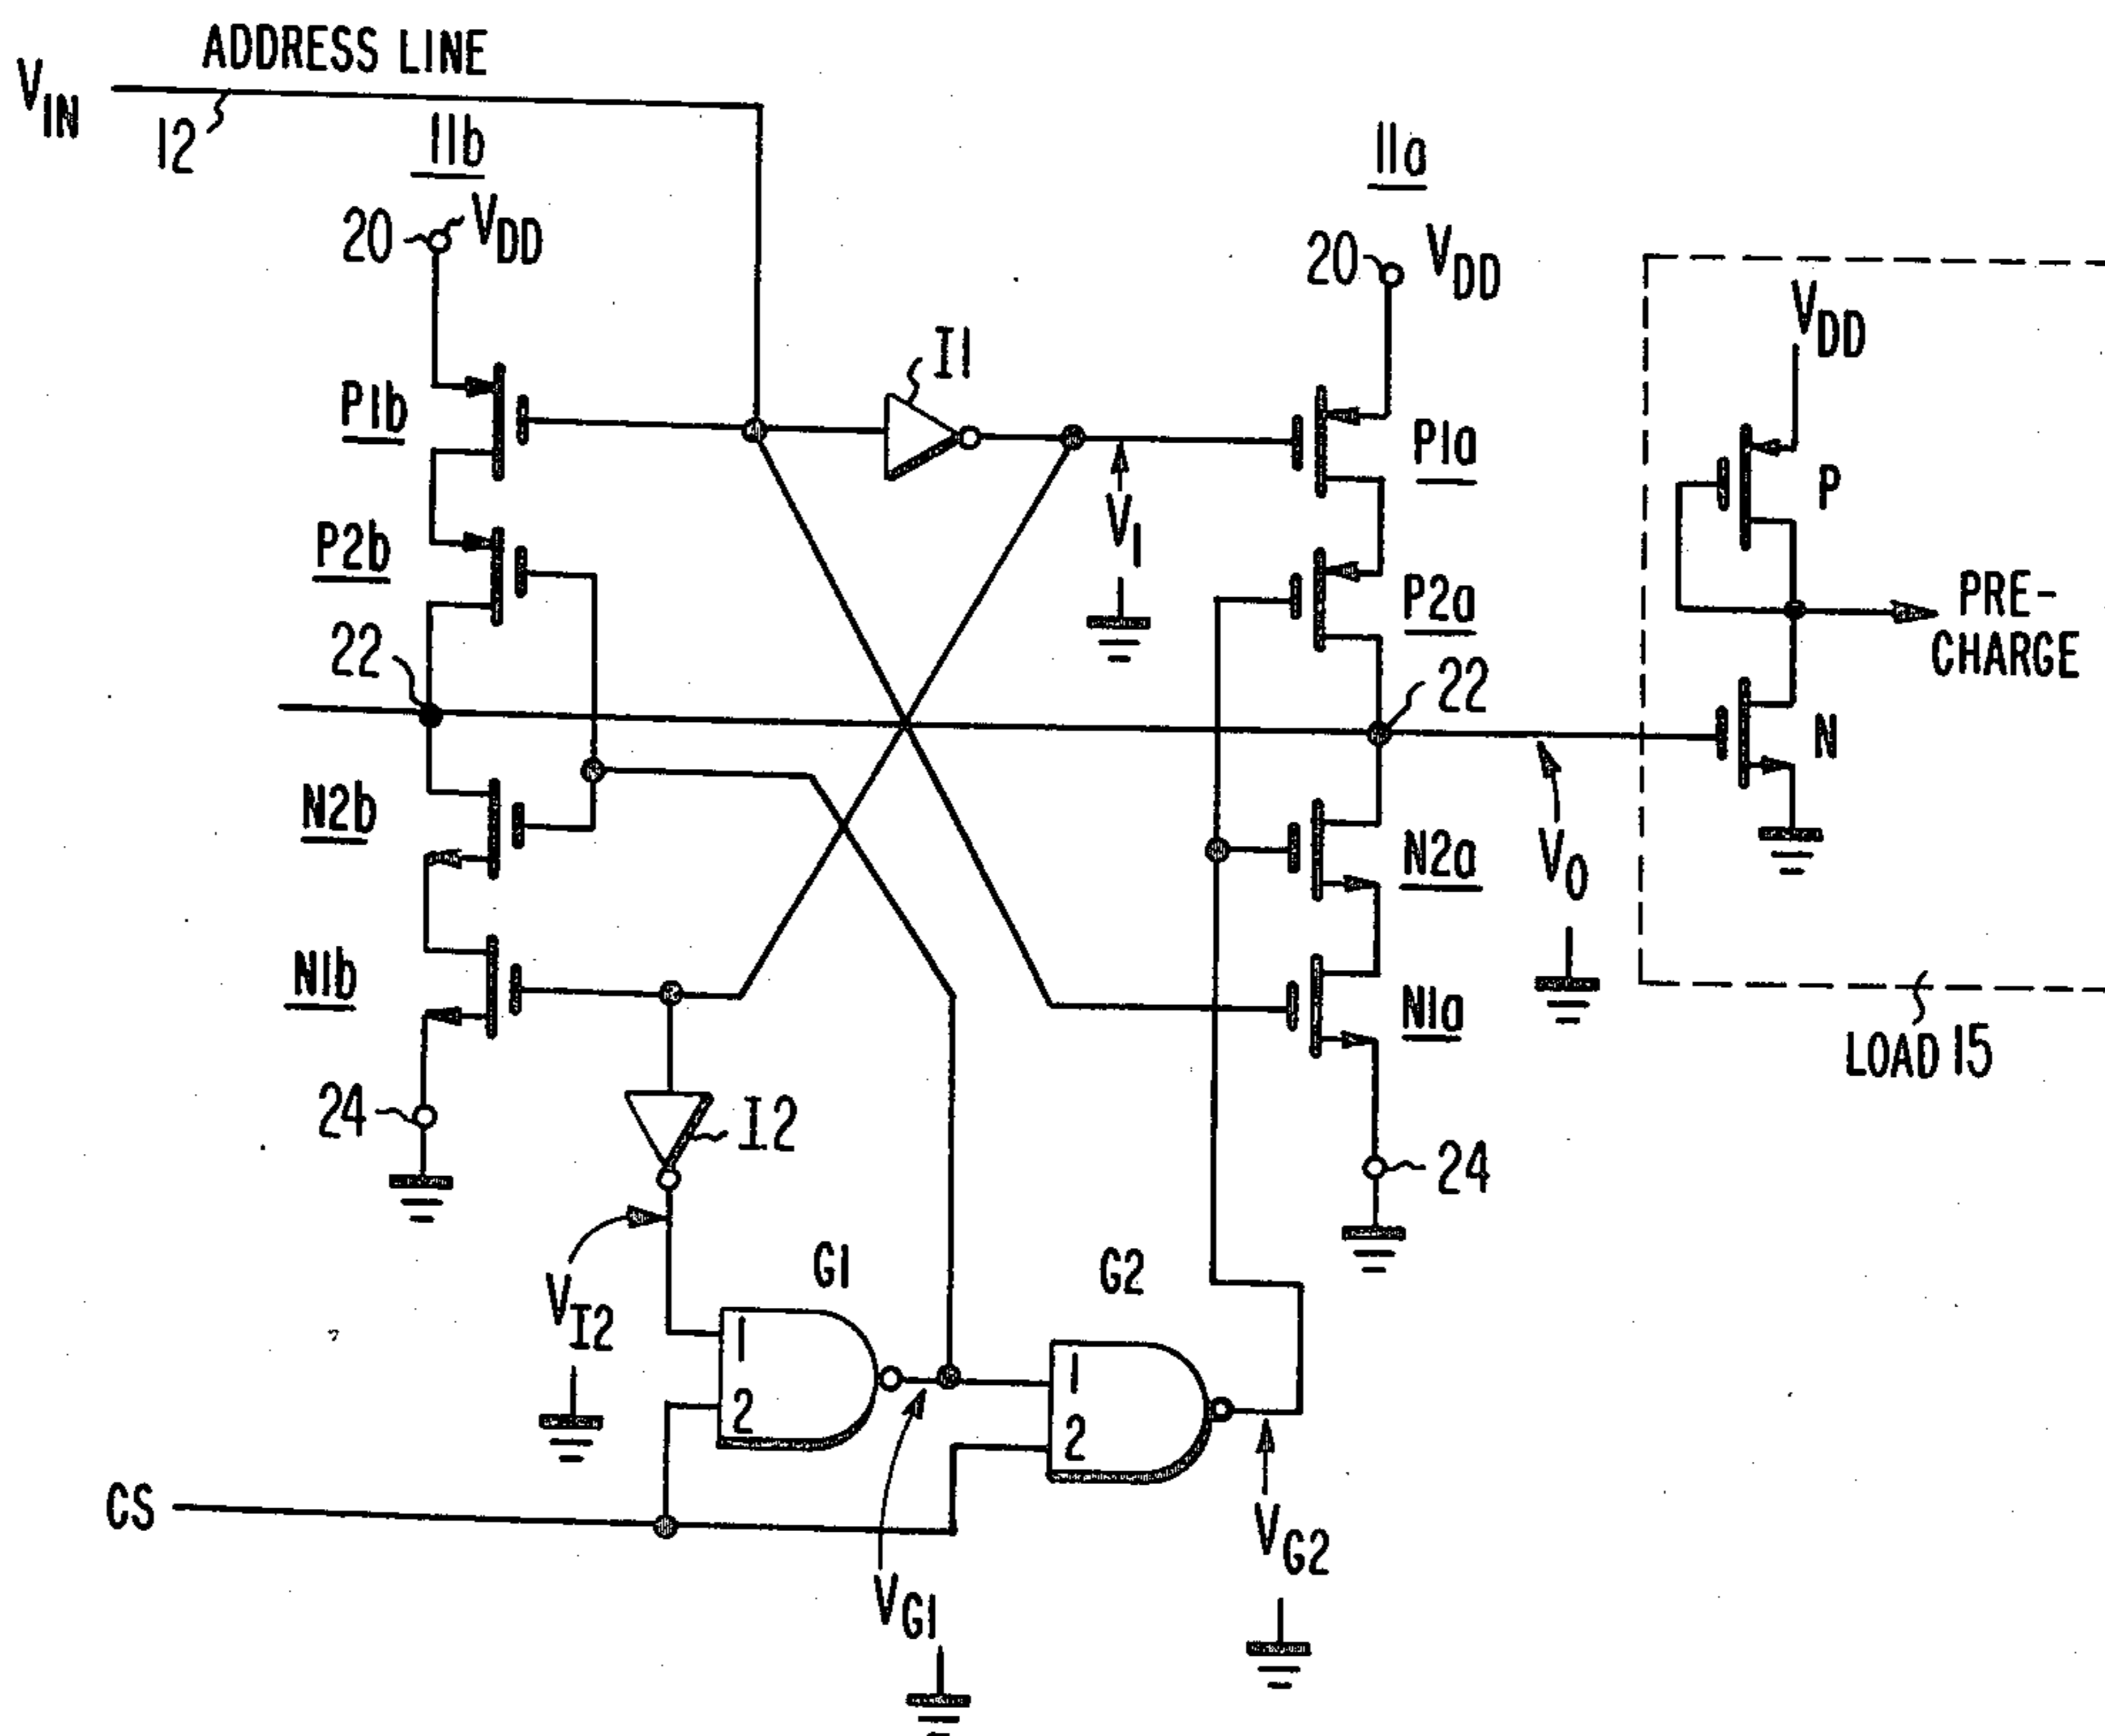 ADDRESS LINE
VIN
12
11b
11a
20
VDD
20
VDD
VDD
I1
P1b
P1a
P
V1
P2b
P2a
PRE-
CHARGE
22
22
N
N2b
N2a
VO
N1b
N1a
LOAD 15
24
I2
24
G1
G2
VI2
1
2
1
2
CS
VG2
VG1